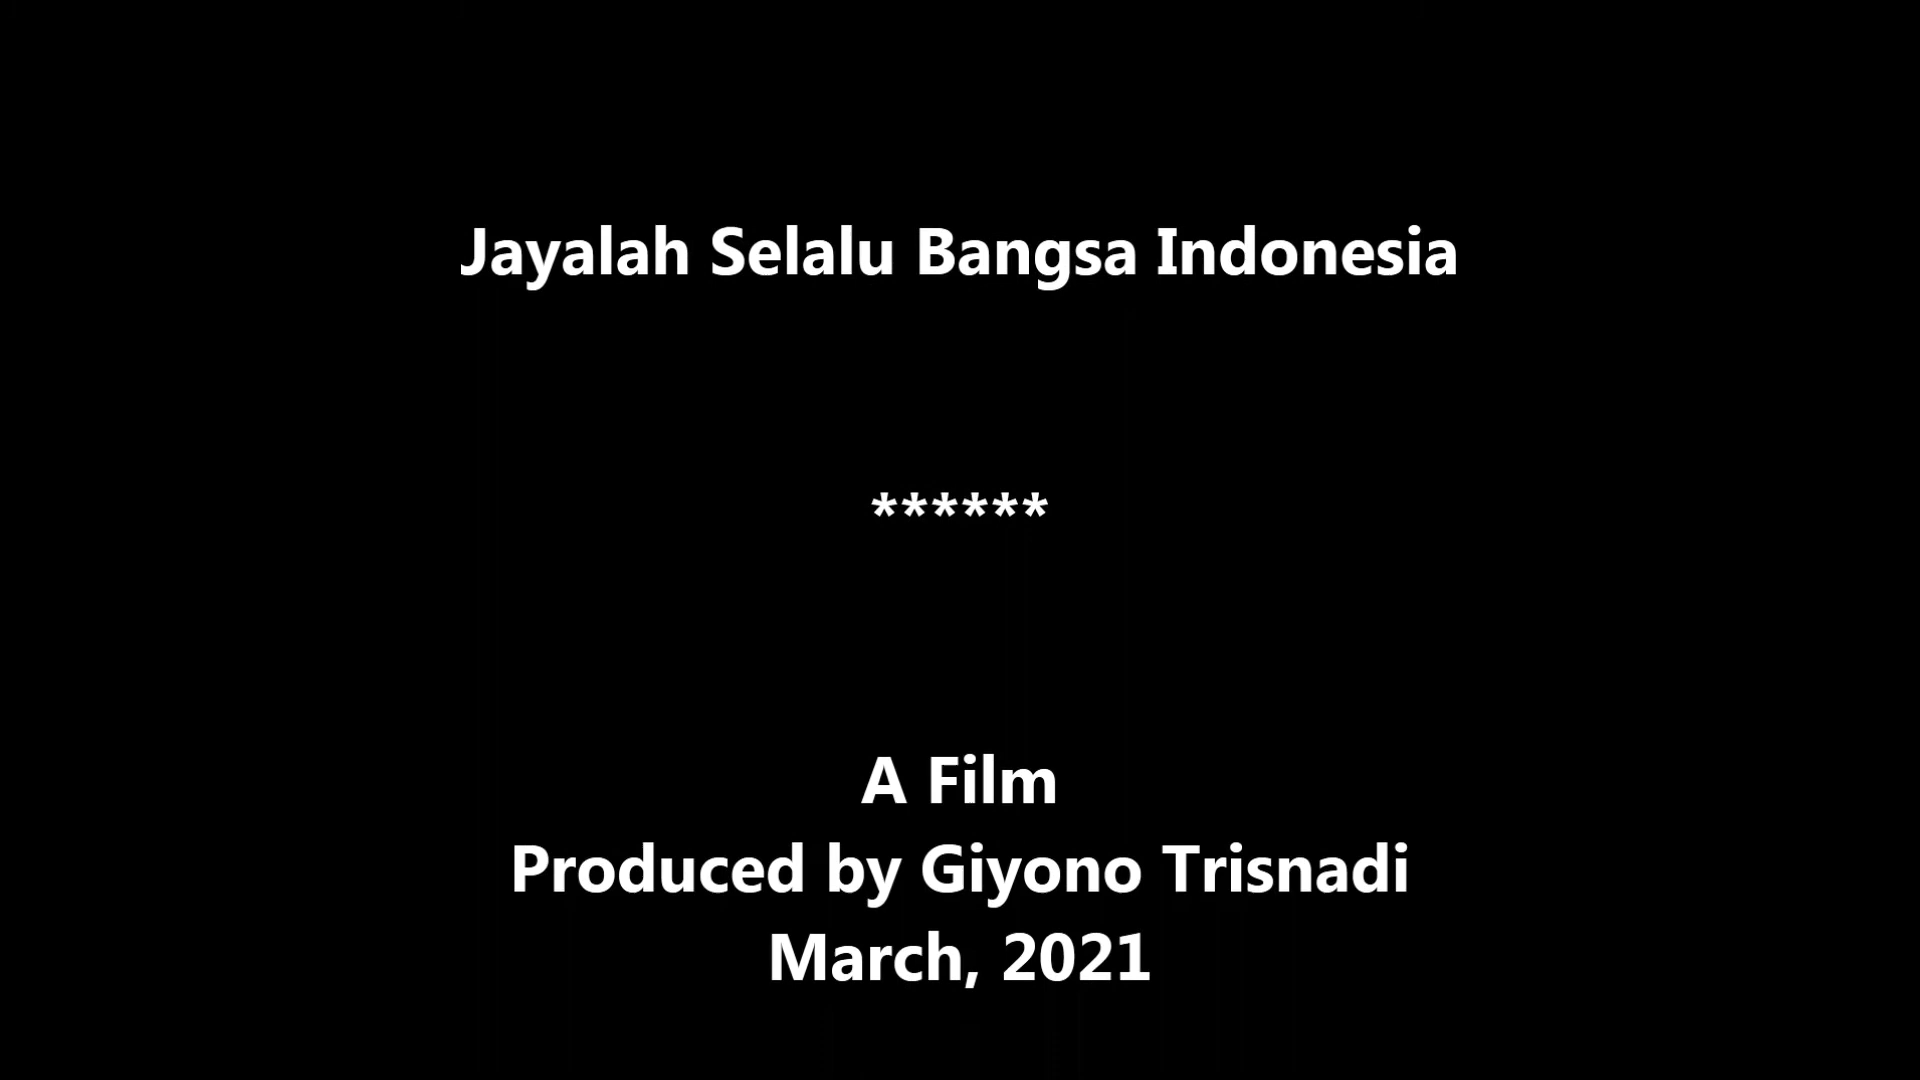 Jayalah Selalu Bangsa Indonesia
******
A Film
Produced by Giyono Trisnadi
March, 2021